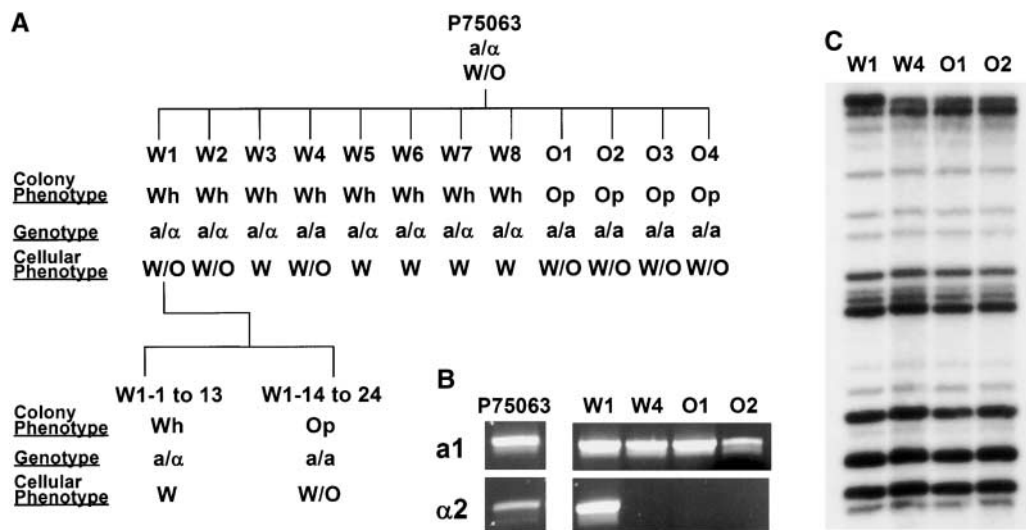 A
P75063
a/α
W/O
W1 W2 W3 W4 W5 W6 W7 W8 O1 O2 O3 O4
Colony
Phenotype Wh Wh Wh Wh Wh Wh Wh Wh Op Op Op Op
Genotype a/α a/α a/α a/a a/α a/α a/α a/α a/a a/a a/a a/a
Cellular
Phenotype W/O W/O W W/O W W W W W/O W/O W/O W/O
W1-1 to 13 W1-14 to 24
Colony
Phenotype Wh Op
Genotype a/α a/a
Cellular
Phenotype W W/O
B
P75063 W1 W4 O1 O2
a1
α2
C
W1 W4 O1 O2